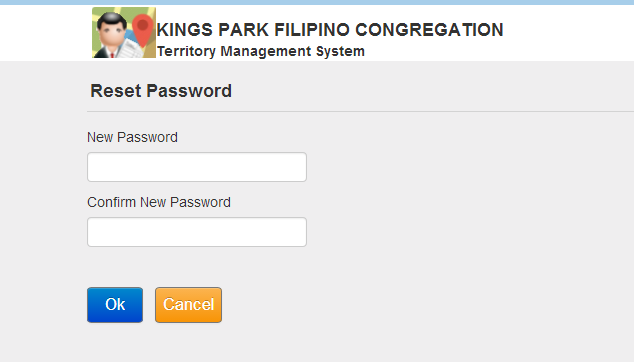 KINGS PARK FILIPINO CONGREGATION
Territory Management System
Reset Password
New Password
Confirm New Password
Ok Cancel